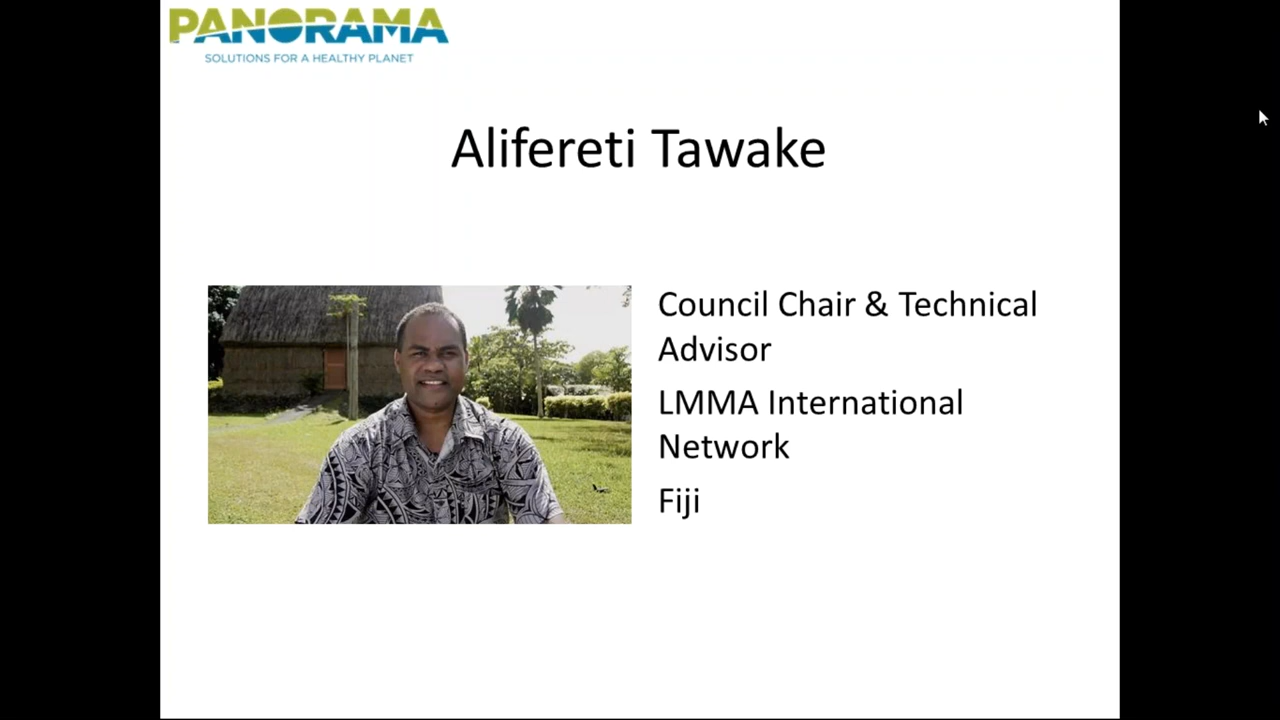 PANORAMA
SOLUTIONS FOR A HEALTHY PLANET
Alifereti Tawake
Council Chair & Technical
Advisor
LMMA International
Network
Fiji